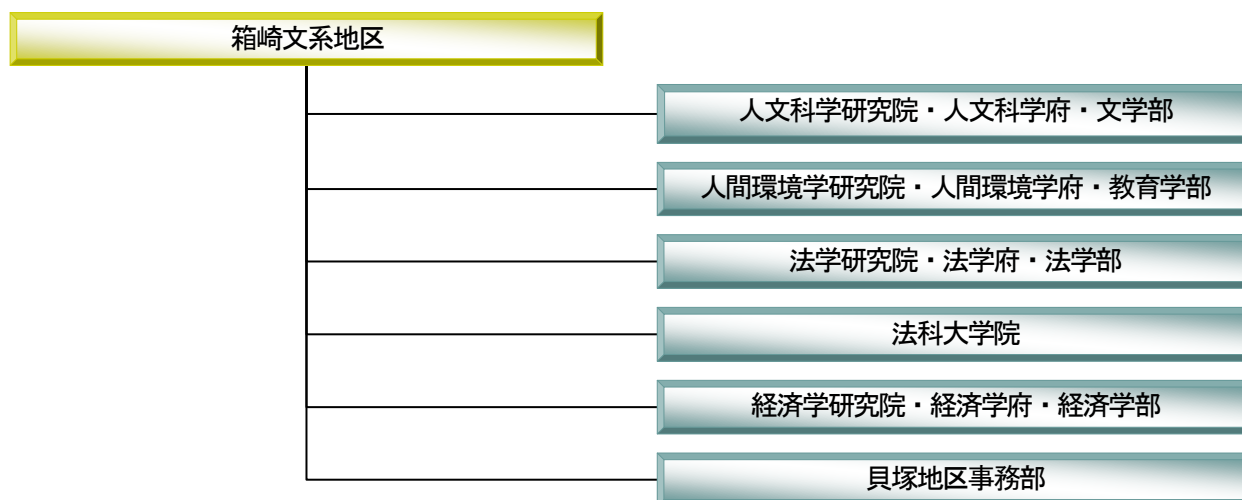 箱崎文系地区
人文科学研究院・人文科学府・文学部
人間環境学研究院・人間環境学府・教育学部
法学研究院・法学府・法学部
法科大学院
経済学研究院・経済学府・経済学部
貝塚地区事務部